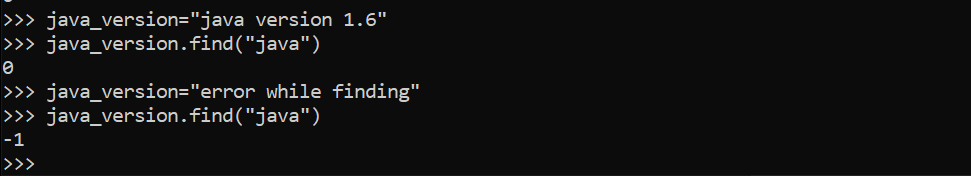 >>> java_version="java version 1.6"
>>> java_version.find("java")
0
>>> java_version="error while finding"
>>> java_version.find("java")
-1
>>>